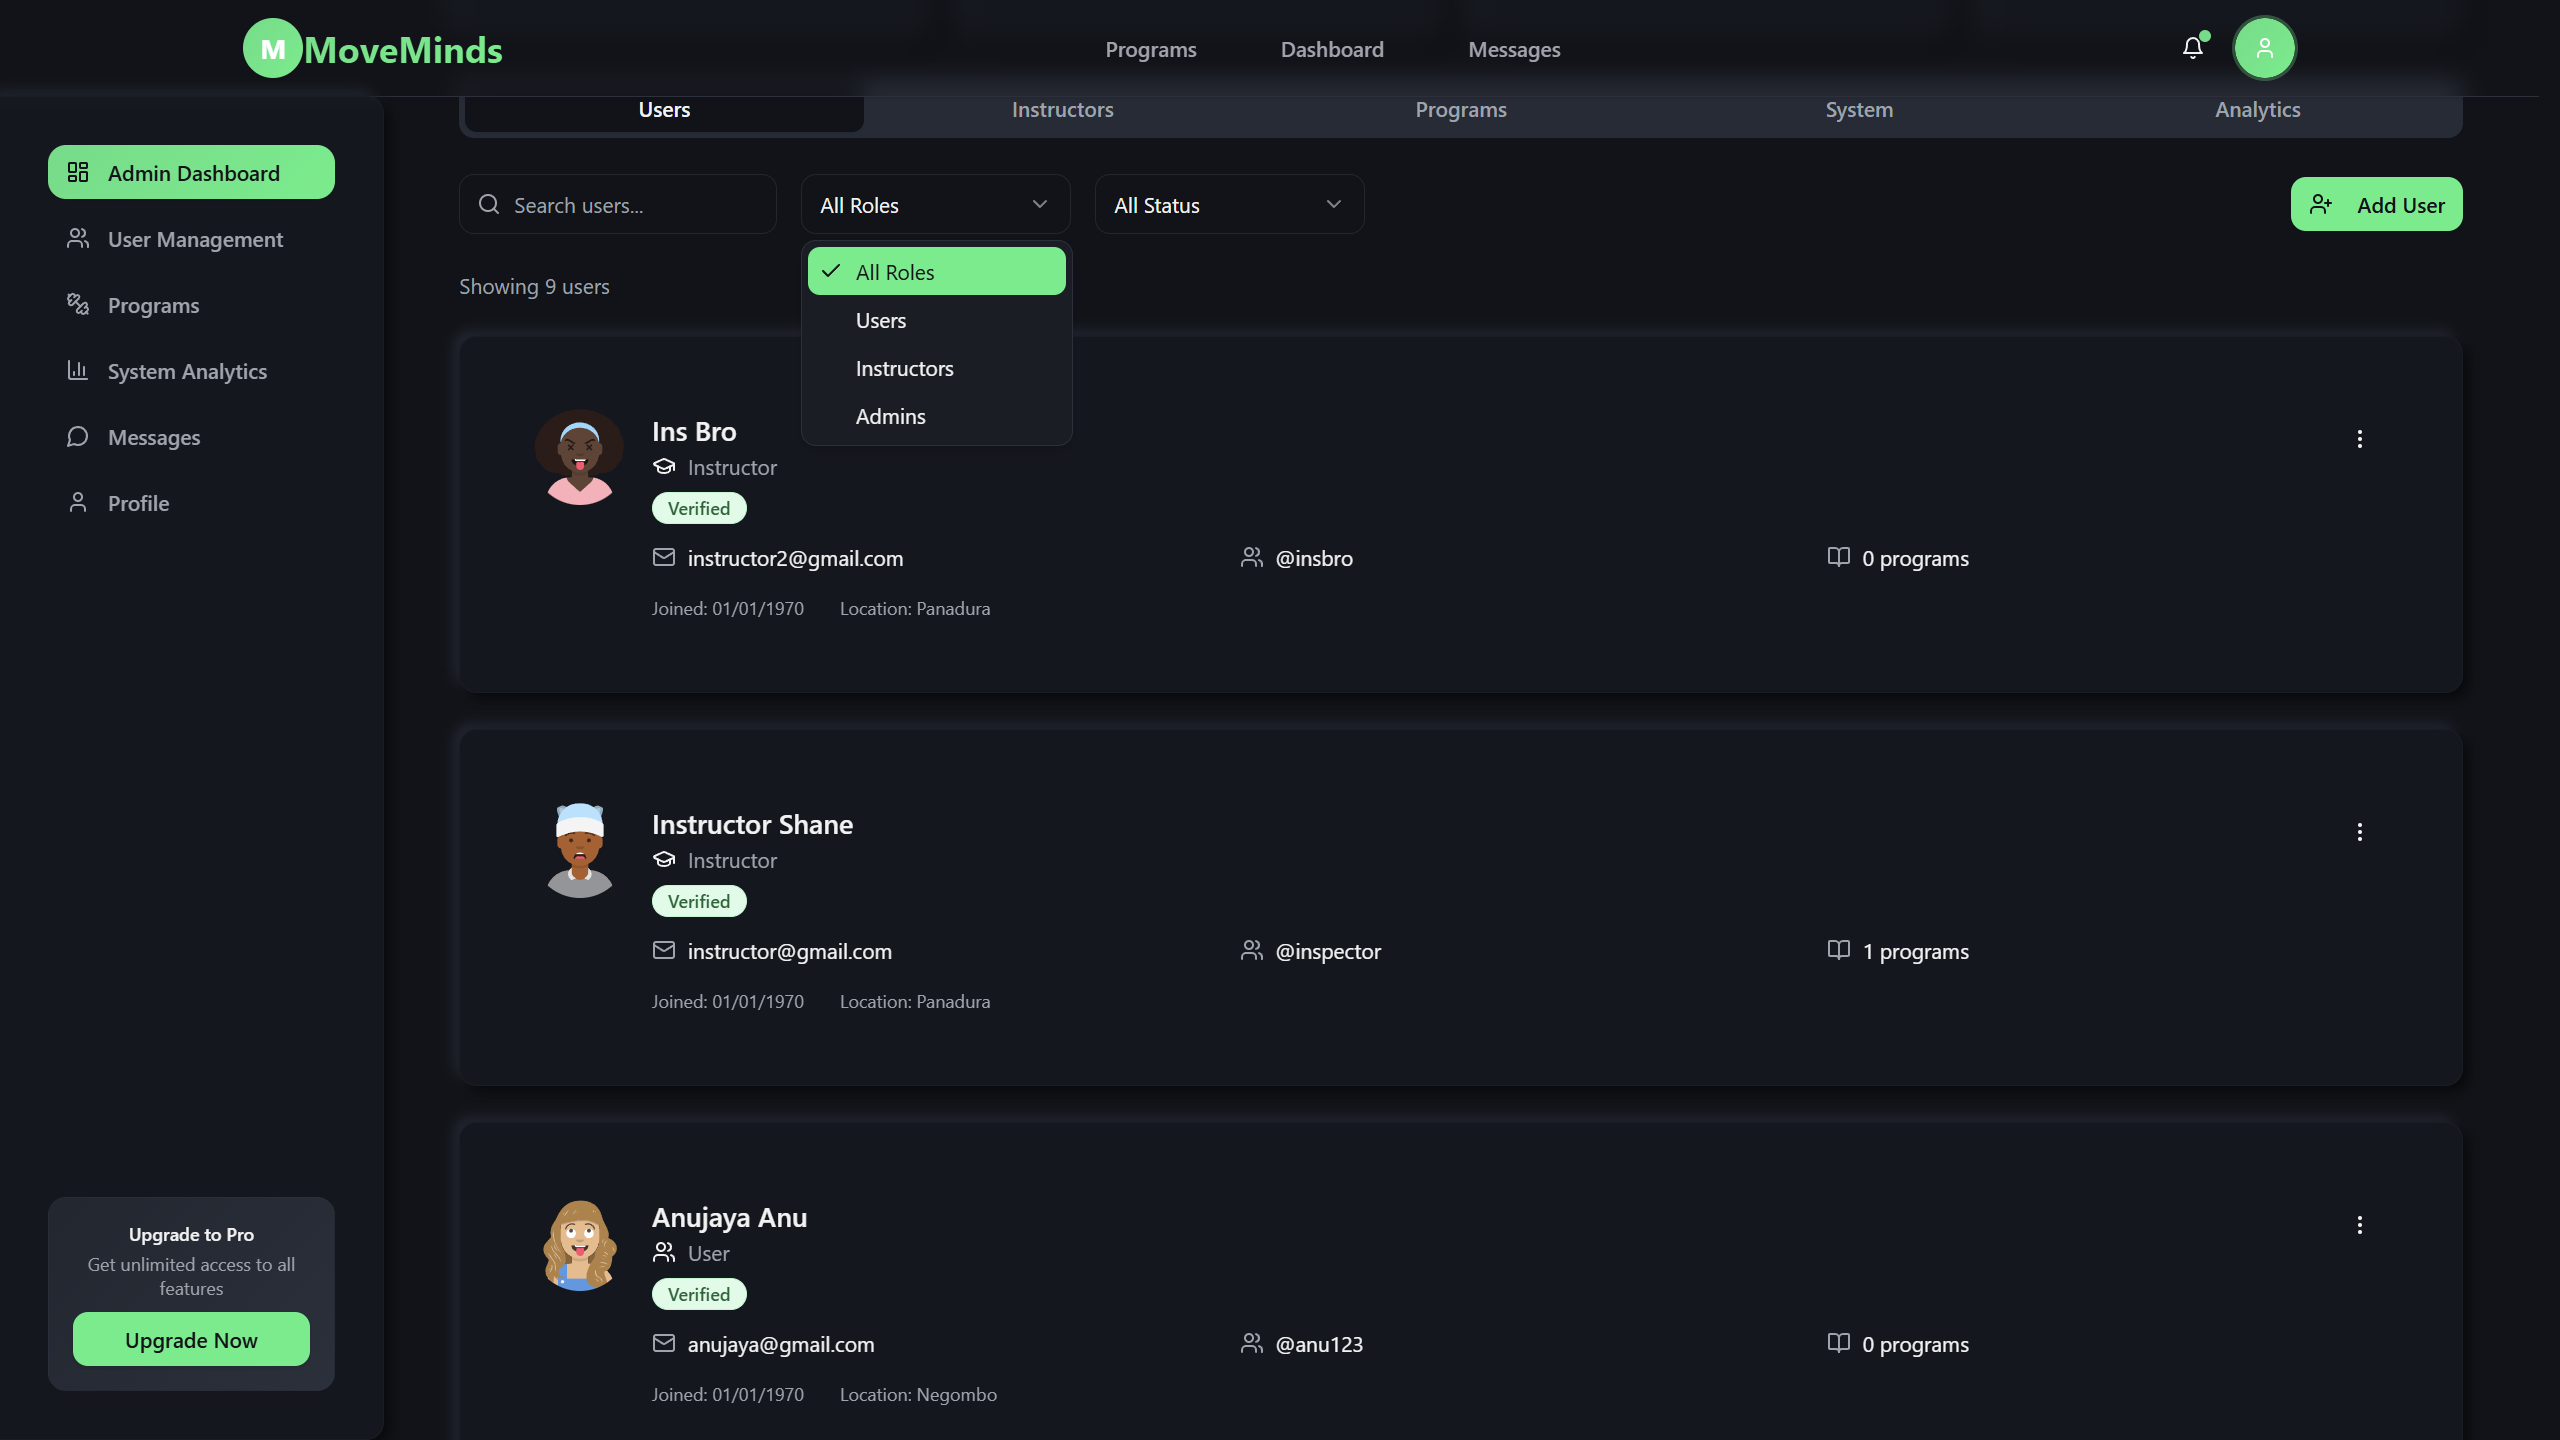 M MoveMinds
Programs Dashboard Messages
Users Instructors Programs System Analytics
Admin Dashboard
User Management
Programs
System Analytics
Messages
Profile
Search users...
All Roles
All Status
Add User
All Roles
Users
Instructors
Admins
Showing 9 users
Ins Bro
Instructor
Verified
instructor2@gmail.com @insbro 0 programs
Joined: 01/01/1970 Location: Panadura
Instructor Shane
Instructor
Verified
instructor@gmail.com @inspector 1 programs
Joined: 01/01/1970 Location: Panadura
Anujaya Anu
User
Verified
anujaya@gmail.com @anu123 0 programs
Joined: 01/01/1970 Location: Negombo
Upgrade to Pro
Get unlimited access to all
features
Upgrade Now